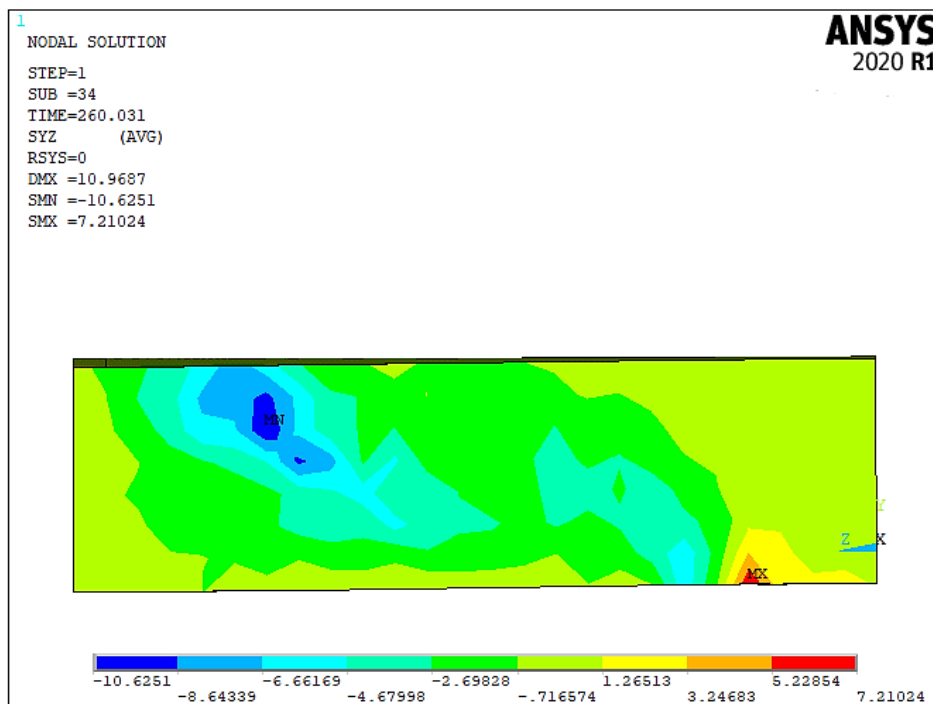 1
NODAL SOLUTION
STEP=1
SUB =34
TIME=260.031
SYZ (AVG)
RSYS=0
DMX =10.9687
SMN =-10.6251
SMX =7.21024
ANSYS
2020 R1
MN
Y
Z X
MX
-10.6251 -6.66169 -2.69828 1.26513 5.22854
-8.64339 -4.67998 -.716574 3.24683 7.21024